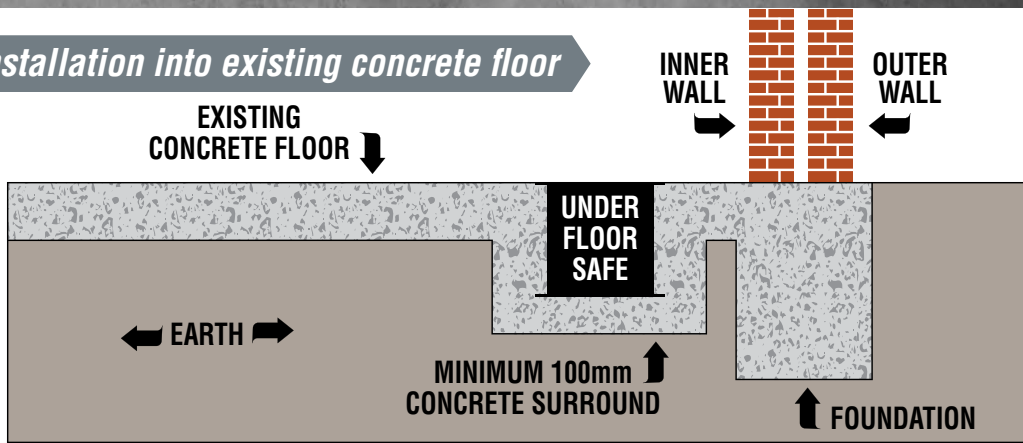 stallation into existing concrete floor
INNER
WALL
OUTER
WALL
EXISTING
CONCRETE FLOOR
UNDER
FLOOR
SAFE
EARTH
MINIMUM 100mm
CONCRETE SURROUND
FOUNDATION